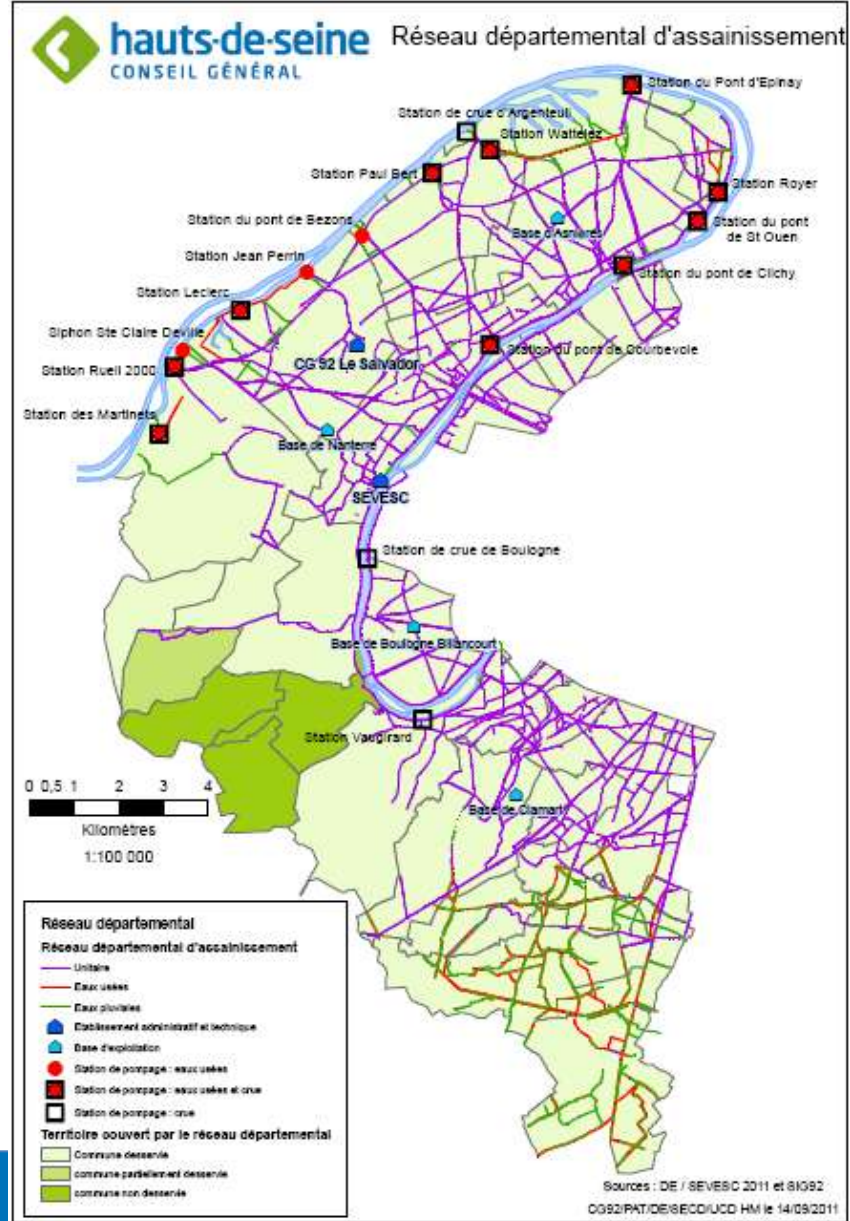 hauts-de-seine
CONSEIL GÉNÉRAL
Réseau départemental d'assainissement
Station du Pont d'Epinay
Station de crue d'Argenteuil
Station Wattelez
Station Paul Bert
Station Royer
Station du pont de Bezons
Base d'Asnières
Station du pont
de St Ouen
Station Jean Perrin
Station du pont de Clichy
Station Leclerc
Siphon Ste Claire Deville
CG 92 Le Salvador
Station du pont de Courbevoie
Station Rueil 2000
Station des Martinets
Base de Nanterre
SEVESC
Station de crue de Boulogne
Base de Boulogne Billancourt
Station Vaugirard
Base de Clamart
0 0,5 1 2 3 4
Kilomètres
1:100 000
Réseau départemental
Réseau départemental d'assainissement
Unitaire
Eaux usées
Eaux pluviales
Etablissement administratif et technique
Base d'exploitation
Station de pompage : eaux usées
Station de pompage : eaux usées et crue
Station de pompage : crue
Territoire couvert par le réseau départemental
Commune desservie
commune partiellement desservie
commune non desservie
Sources : DE / SEVESC 2011 et SIG92
CG92/PAT/DE/SECD/UCD HM le 14/09/2011